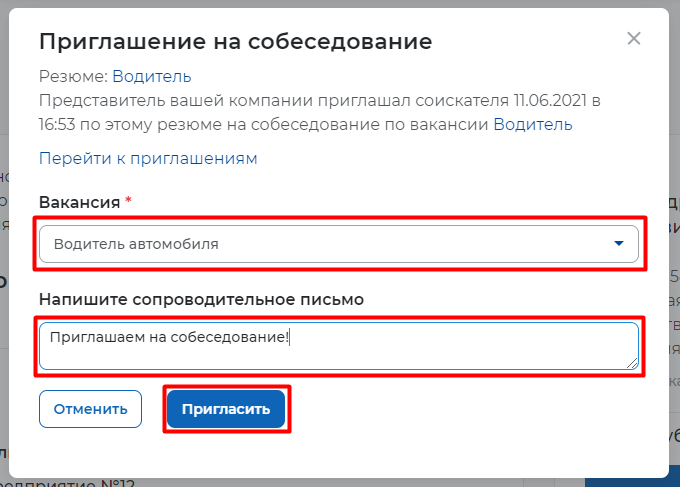 Приглашение на собеседование
Резюме: Водитель
Представитель вашей компании приглашал соискателя 11.06.2021 в
16:53 по этому резюме на собеседование по вакансии Водитель
Перейти к приглашениям
Вакансия *
Водитель автомобиля
Напишите сопроводительное письмо
Приглашаем на собеседование!
Отменить
Пригласить
№12